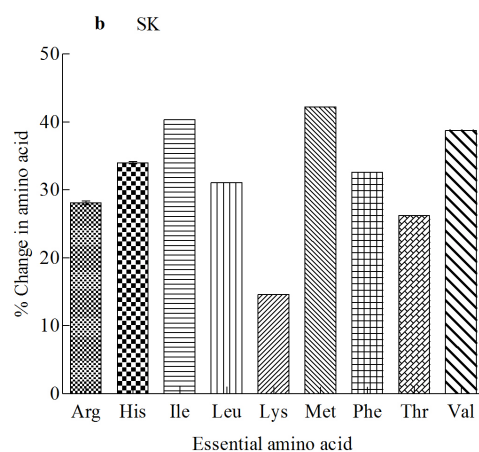 b SK
50
40
30
20
10
0
% Change in amino acid
Arg His Ile Leu Lys Met Phe Thr Val
Essential amino acid